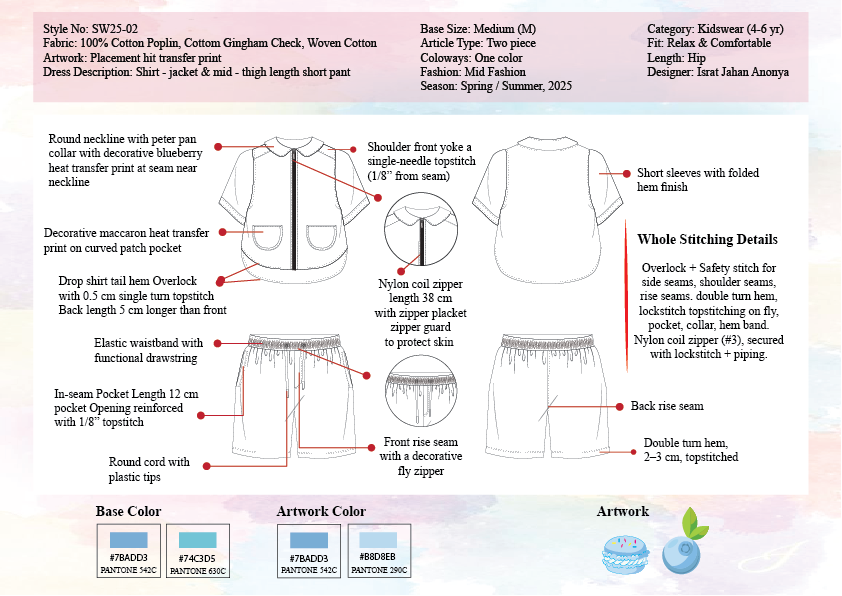 Style No: SW25-02
Fabric: 100% Cotton Poplin, Cottom Gingham Check, Woven Cotton
Artwork: Placement hit transfer print
Dress Description: Shirt - jacket & mid - thigh length short pant
Base Size: Medium (M)
Article Type: Two piece
Coloways: One color
Fashion: Mid Fashion
Season: Spring / Summer, 2025
Category: Kidswear (4-6 yr)
Fit: Relax & Comfortable
Length: Hip
Designer: Israt Jahan Anonya
Round neckline with peter pan
collar with decorative blueberry
heat transfer print at seam near
neckline
Shoulder front yoke a
single-needle topstitch
(1/8” from seam)
Short sleeves with folded
hem finish
Decorative maccaron heat transfer
print on curved patch pocket
Drop shirt tail hem Overlock
with 0.5 cm single turn topstitch
Back length 5 cm longer than front
Nylon coil zipper
length 38 cm
with zipper placket
zipper guard
to protect skin
Whole Stitching Details
Overlock + Safety stitch for
side seams, shoulder seams,
rise seams. double turn hem,
lockstitch topstitching on fly,
pocket, collar, hem band.
Nylon coil zipper (#3), secured
with lockstitch + piping.
Elastic waistband with
functional drawstring
In-seam Pocket Length 12 cm
pocket Opening reinforced
with 1/8” topstitch
Round cord with
plastic tips
Front rise seam
with a decorative
fly zipper
Back rise seam
Double turn hem,
2–3 cm, topstitched
Base Color
#7BADD3
PANTONE 542C
#74C3D5
PANTONE 630C
Artwork Color
#7BADD3
PANTONE 542C
#B8D8EB
PANTONE 290C
Artwork